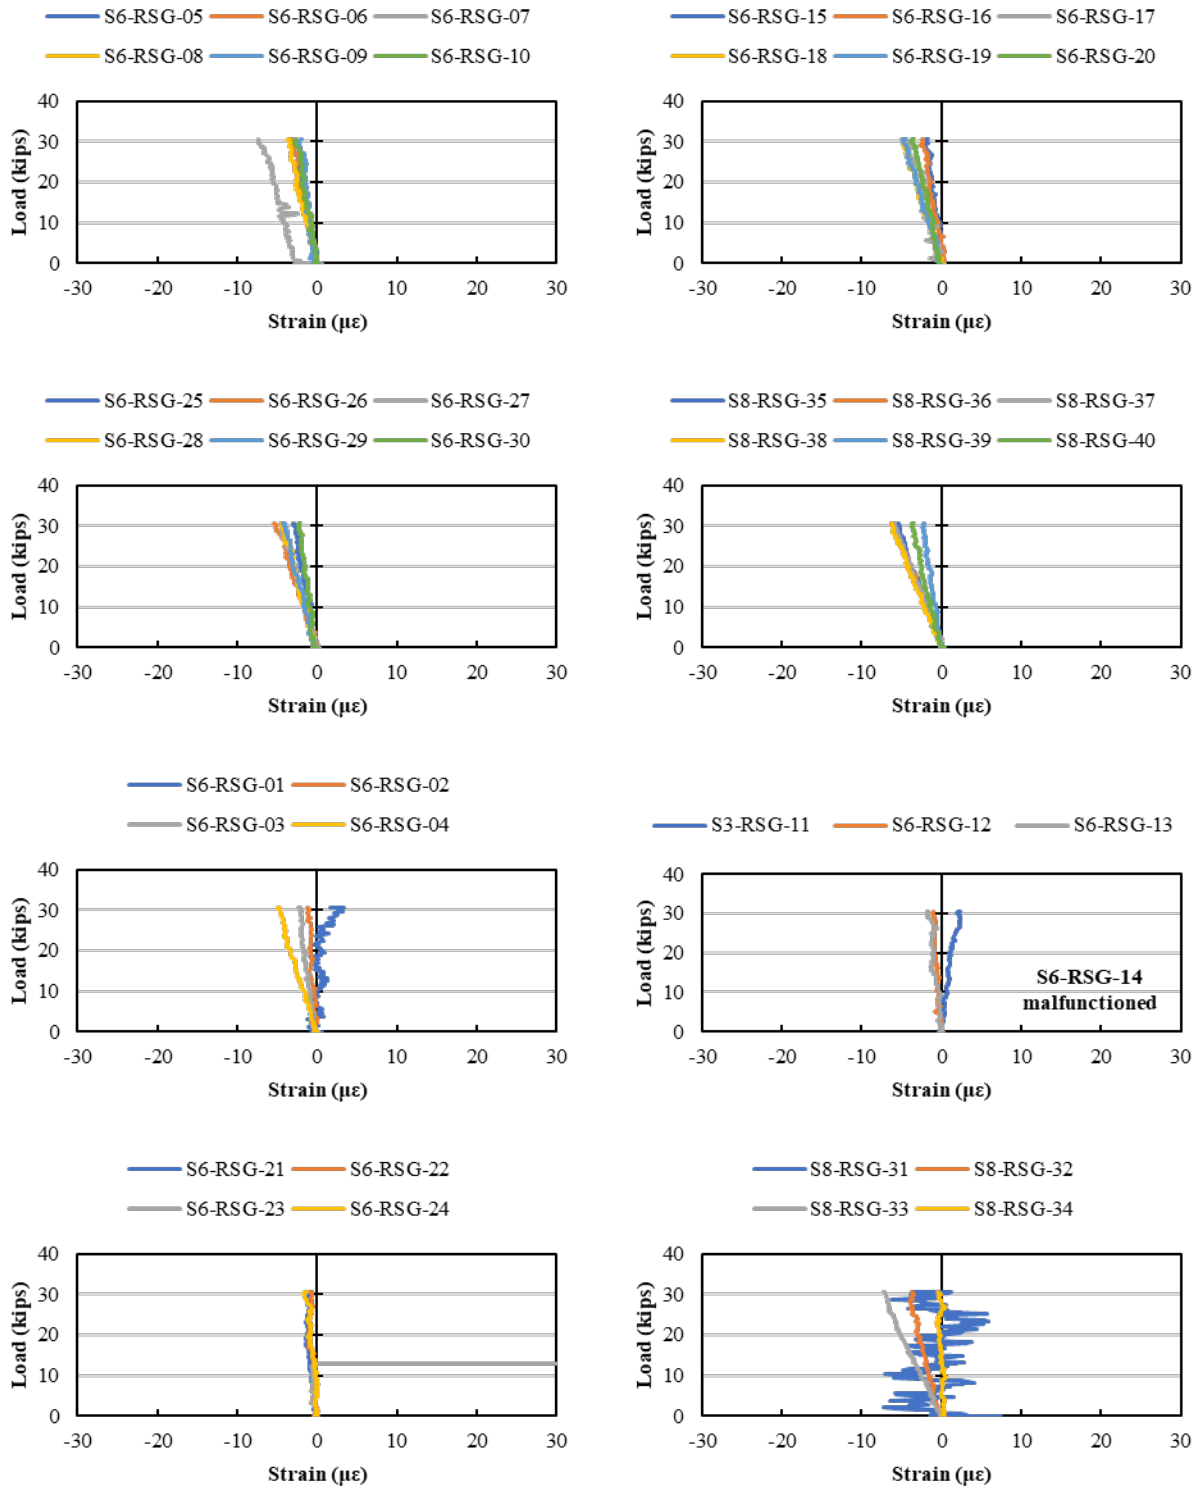 S6-RSG-05 S6-RSG-06 S6-RSG-07
S6-RSG-08 S6-RSG-09 S6-RSG-10
40
30
20
10
0
Load (kips)
-30 -20 -10 0 10 20 30
Strain (με)
S6-RSG-15 S6-RSG-16 S6-RSG-17
S6-RSG-18 S6-RSG-19 S6-RSG-20
40
30
20
10
0
Load (kips)
-30 -20 -10 0 10 20 30
Strain (με)
S6-RSG-25 S6-RSG-26 S6-RSG-27
S6-RSG-28 S6-RSG-29 S6-RSG-30
40
30
20
10
0
Load (kips)
-30 -20 -10 0 10 20 30
Strain (με)
S8-RSG-35 S8-RSG-36 S8-RSG-37
S8-RSG-38 S8-RSG-39 S8-RSG-40
40
30
20
10
0
Load (kips)
-30 -20 -10 0 10 20 30
Strain (με)
S6-RSG-01 S6-RSG-02
S6-RSG-03 S6-RSG-04
40
30
20
10
0
Load (kips)
-30 -20 -10 0 10 20 30
Strain (με)
S3-RSG-11 S6-RSG-12 S6-RSG-13
40
30
20
10
0
Load (kips)
S6-RSG-14
malfunctioned
-30 -20 -10 0 10 20 30
Strain (με)
S6-RSG-21 S6-RSG-22
S6-RSG-23 S6-RSG-24
40
30
20
10
0
Load (kips)
-30 -20 -10 0 10 20 30
Strain (με)
S8-RSG-31 S8-RSG-32
S8-RSG-33 S8-RSG-34
40
30
20
10
0
Load (kips)
-30 -20 -10 0 10 20 30
Strain (με)